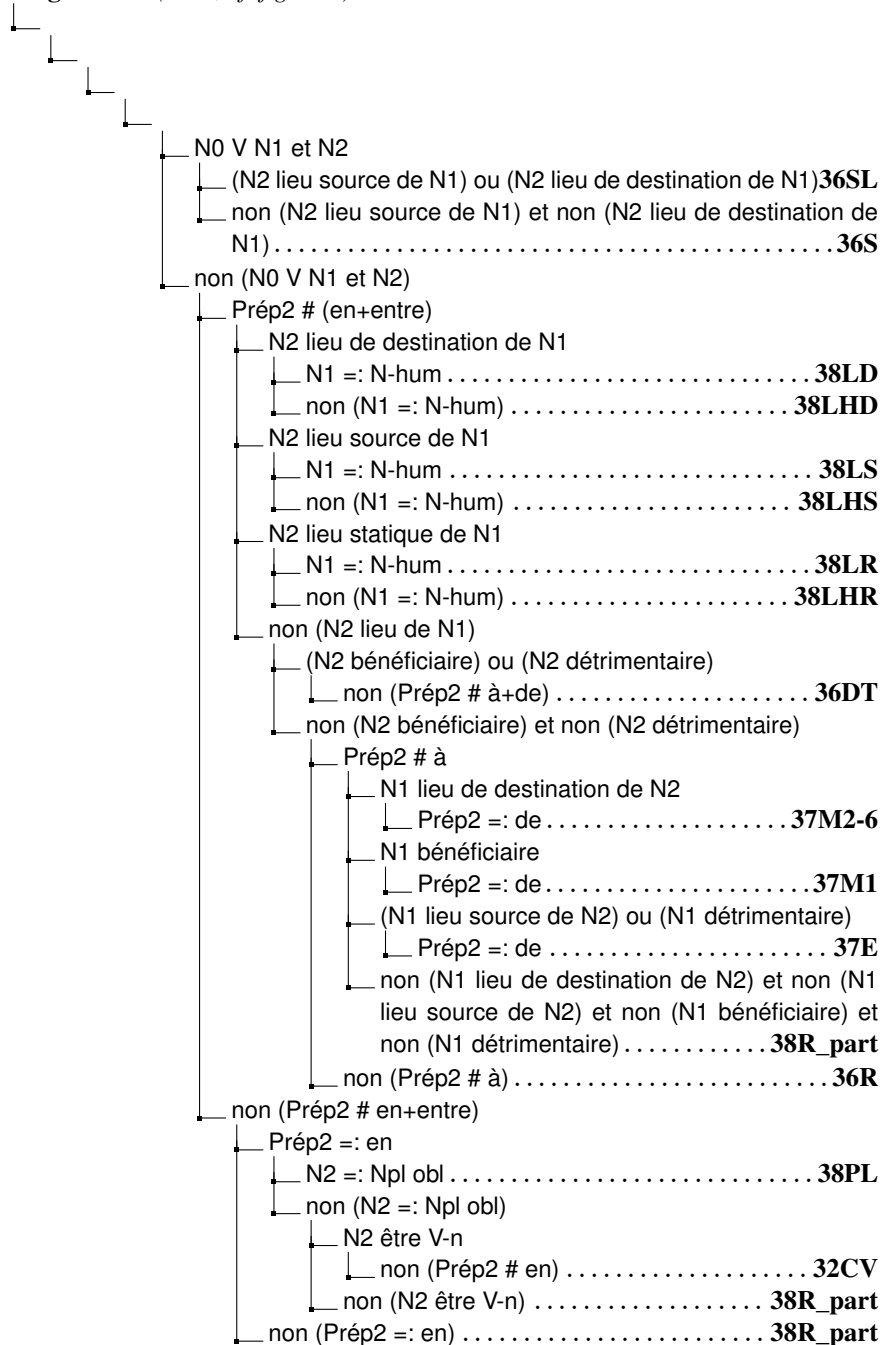 N0 V N1 et N2
(N2 lieu source de N1) ou (N2 lieu de destination de N1)36SL
non (N2 lieu source de N1) et non (N2 lieu de destination de
N1) . . . . . . . . . . . . . . . . . . . . . . . . . . . . . . . . . . . . . . . . . . . . . . . . . 36S
non (N0 V N1 et N2)
Prép2 # (en+entre)
N2 lieu de destination de N1
N1 =: N-hum . . . . . . . . . . . . . . . . . . . . . . . . . . . . . . 38LD
non (N1 =: N-hum) . . . . . . . . . . . . . . . . . . . . . . . 38LHD
N2 lieu source de N1
N1 =: N-hum . . . . . . . . . . . . . . . . . . . . . . . . . . . . . . 38LS
non (N1 =: N-hum) . . . . . . . . . . . . . . . . . . . . . . . 38LHS
N2 lieu statique de N1
N1 =: N-hum . . . . . . . . . . . . . . . . . . . . . . . . . . . . . . 38LR
non (N1 =: N-hum) . . . . . . . . . . . . . . . . . . . . . . . 38LHR
non (N2 lieu de N1)
(N2 bénéficiaire) ou (N2 détrimentaire)
non (Prép2 # à+de) . . . . . . . . . . . . . . . . . . . . . 36DT
non (N2 bénéficiaire) et non (N2 détrimentaire)
Prép2 # à
N1 lieu de destination de N2
Prép2 =: de . . . . . . . . . . . . . . . . . . . . 37M2-6
N1 bénéficiaire
Prép2 =: de . . . . . . . . . . . . . . . . . . . . . . 37M1
(N1 lieu source de N2) ou (N1 détrimentaire)
Prép2 =: de . . . . . . . . . . . . . . . . . . . . . . . 37E
non (N1 lieu de destination de N2) et non (N1
lieu source de N2) et non (N1 bénéficiaire) et
non (N1 détrimentaire) . . . . . . . . . . . . 38R_part
non (Prép2 # à) . . . . . . . . . . . . . . . . . . . . . . . . . . 36R
non (Prép2 # en+entre)
Prép2 =: en
N2 =: Npl obl . . . . . . . . . . . . . . . . . . . . . . . . . . . . . . 38PL
non (N2 =: Npl obl)
N2 être V-n
non (Prép2 # en) . . . . . . . . . . . . . . . . . . . . . . 32CV
non (N2 être V-n) . . . . . . . . . . . . . . . . . . . 38R_part
non (Prép2 =: en) . . . . . . . . . . . . . . . . . . . . . . . . . . 38R_part